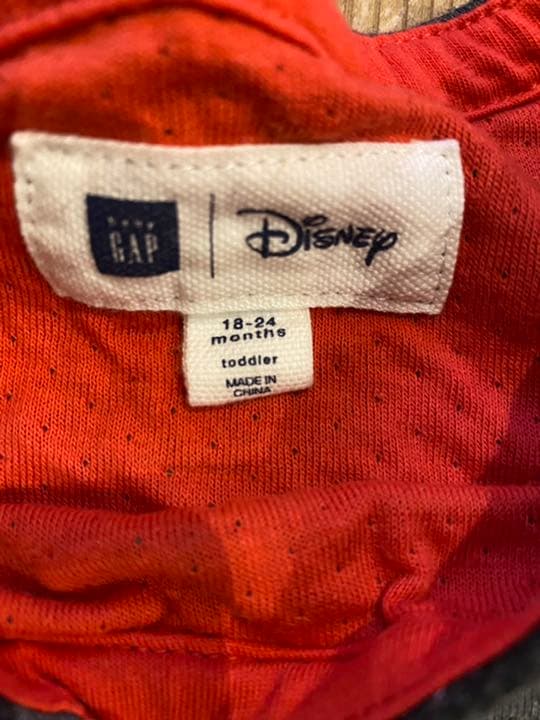 GAP
Disney
18-24
months
toddler
MADE IN
CHINA